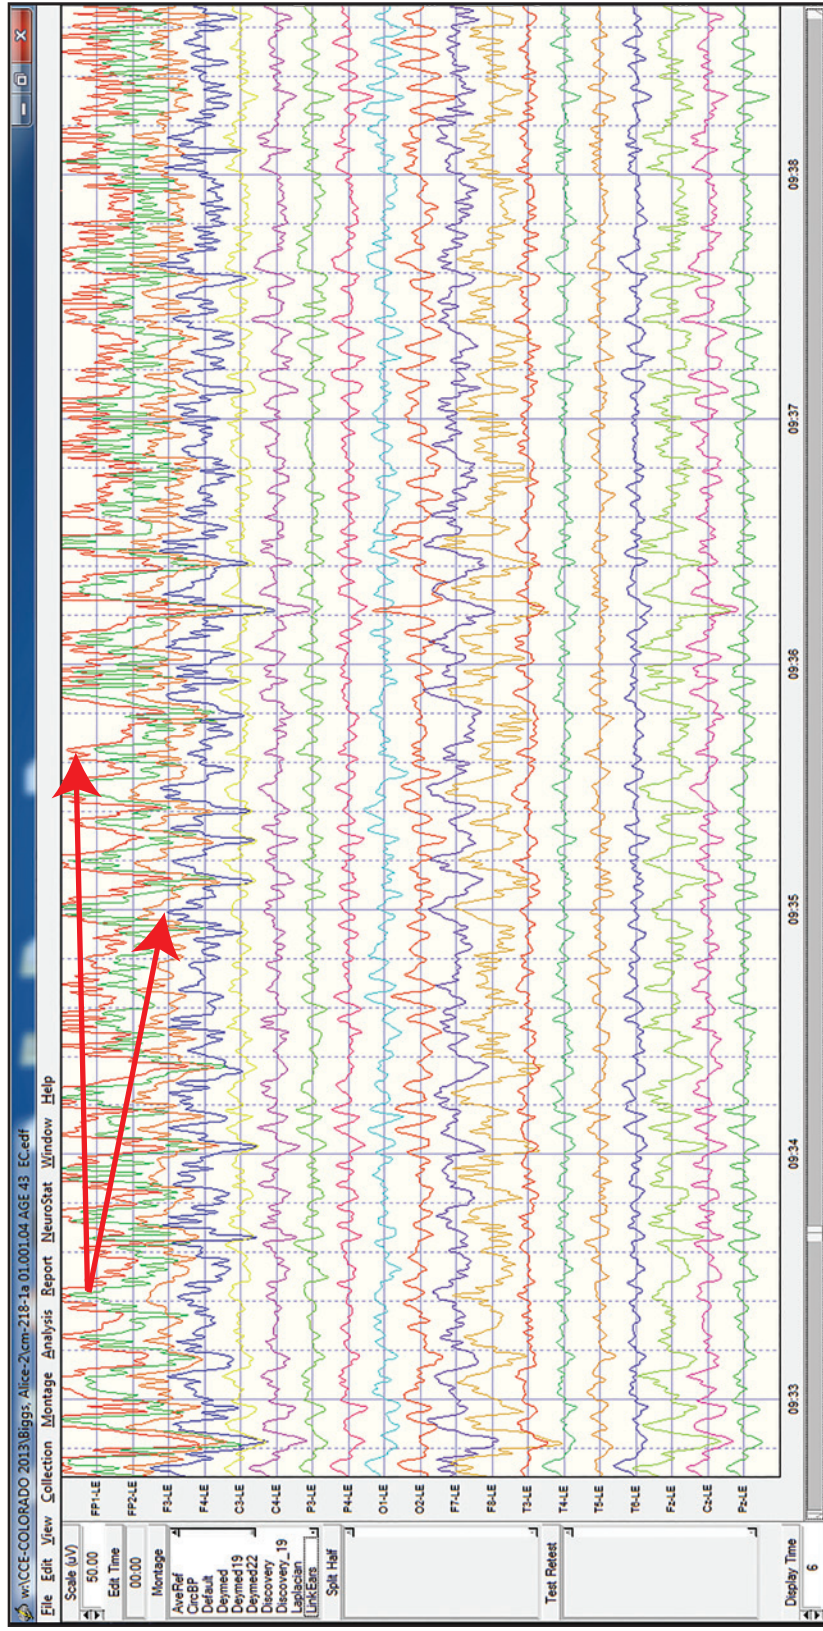 w:\CCE-COLORADO 2013\Biggs, Alice-2\cm-218-1a 01.001.04 AGE 43 EC.edf
File Edit View Collection Montage Analysis Report NeuroStat Window Help
Scale (uV)
50.00
Edit Time
00:00
Montage
AveRef
CircBP
Default
Deymed
Deymed19
Deymed22
Discovery
Discovery_19
Laplacian
LinkEars
Split Half
Test Retest
Display Time
6
FP1-LE
FP2-LE
F3-LE
F4-LE
C3-LE
C4-LE
P3-LE
P4-LE
O1-LE
O2-LE
F7-LE
F8-LE
T3-LE
T4-LE
T5-LE
T6-LE
Fz-LE
Cz-LE
Pz-LE
09:33 09:34 09:35 09:36 09:37 09:38